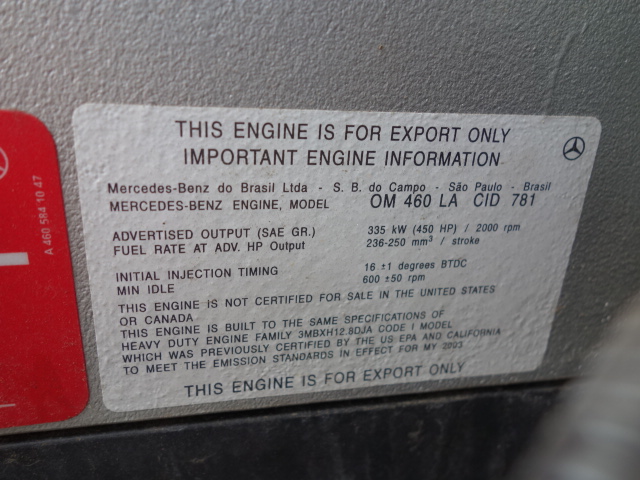 THIS ENGINE IS FOR EXPORT ONLY
IMPORTANT ENGINE INFORMATION
Mercedes-Benz do Brasil Ltda - S. B. do Campo - São Paulo - Brasil
MERCEDES-BENZ ENGINE, MODEL OM 460 LA CID 781
ADVERTISED OUTPUT (SAE GR.) 335 kW (450 HP) / 2000 rpm
FUEL RATE AT ADV. HP Output 236-250 mm³ / stroke
INITIAL INJECTION TIMING 16 ±1 degrees BTDC
MIN IDLE 600 ±50 rpm
THIS ENGINE IS NOT CERTIFIED FOR SALE IN THE UNITED STATES
OR CANADA
THIS ENGINE IS BUILT TO THE SAME SPECIFICATIONS OF
HEAVY DUTY ENGINE FAMILY 3MBXH12.8DJA CODE I MODEL
WHICH WAS PREVIOUSLY CERTIFIED BY THE US EPA AND CALIFORNIA
TO MEET THE EMISSION STANDARDS IN EFFECT FOR MY 2003
THIS ENGINE IS FOR EXPORT ONLY
A 460 584 10 47